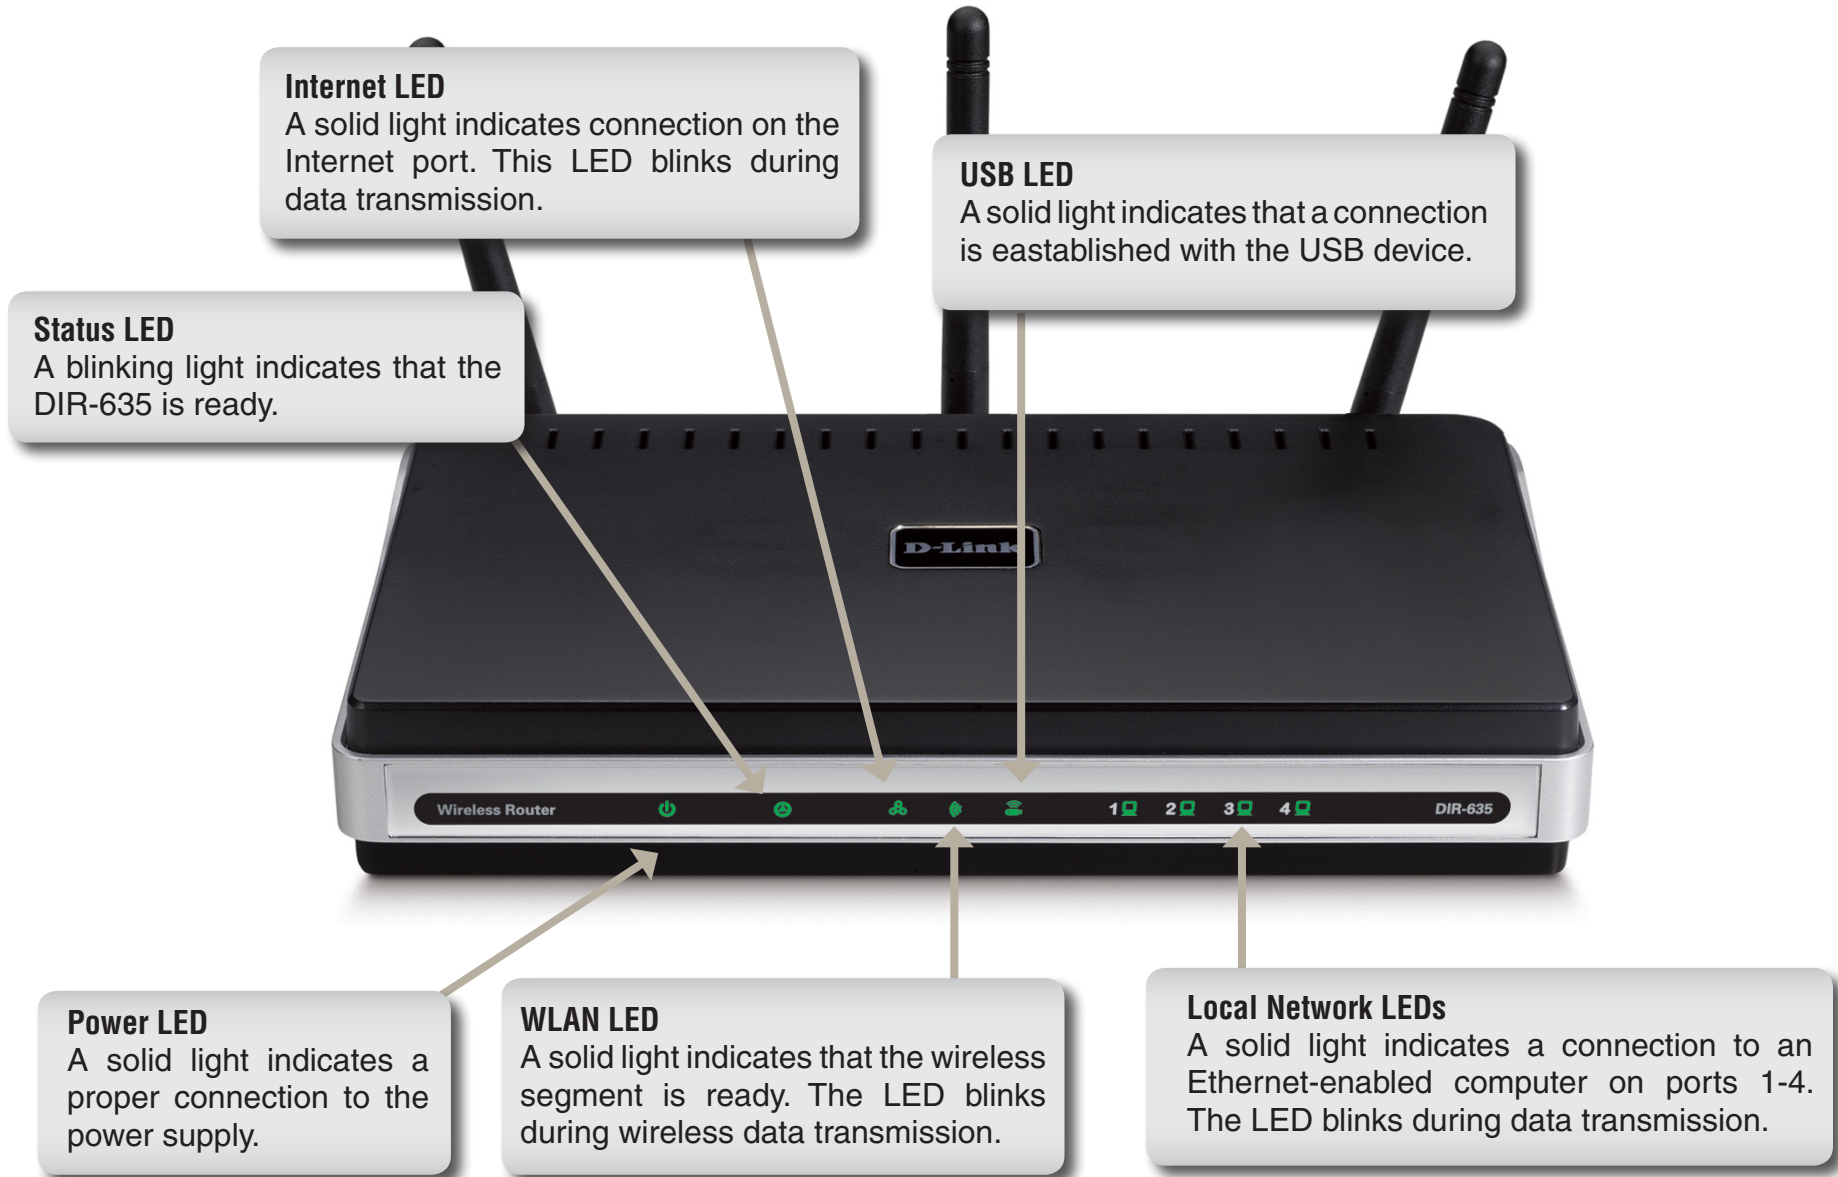 Internet LED
A solid light indicates connection on the
Internet port. This LED blinks during
data transmission.
USB LED
A solid light indicates that a connection
is eastablished with the USB device.
Status LED
A blinking light indicates that the
DIR-635 is ready.
D-Link
Wireless Router
1 2 3 4
DIR-635
Power LED
A solid light indicates a
proper connection to the
power supply.
WLAN LED
A solid light indicates that the wireless
segment is ready. The LED blinks
during wireless data transmission.
Local Network LEDs
A solid light indicates a connection to an
Ethernet-enabled computer on ports 1-4.
The LED blinks during data transmission.